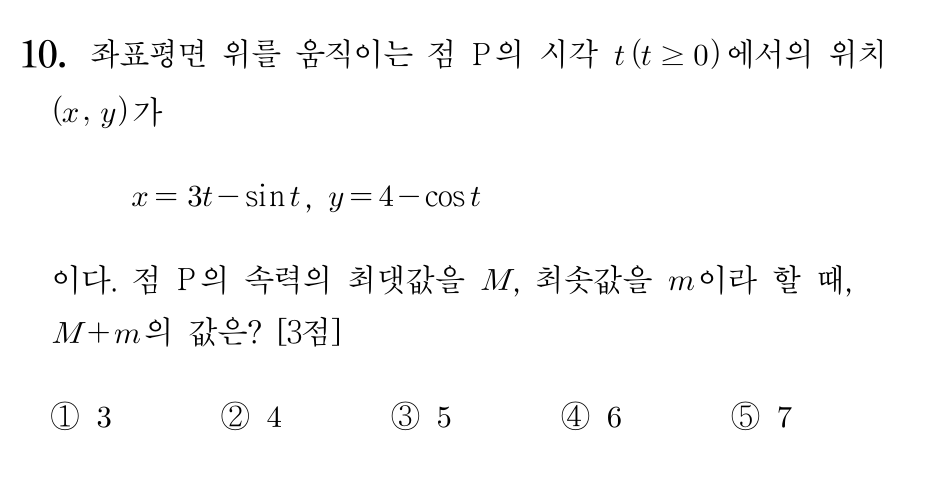 10. 좌표평면 위를 움직이는 점 P의 시각 t(t ≥ 0)에서의 위치
(x, y)가
x = 3t − sin t, y = 4 − cos t
이다. 점 P의 속력의 최댓값을 M, 최솟값을 m이라 할 때,
M+m의 값은? [3점]
① 3 ② 4 ③ 5 ④ 6 ⑤ 7